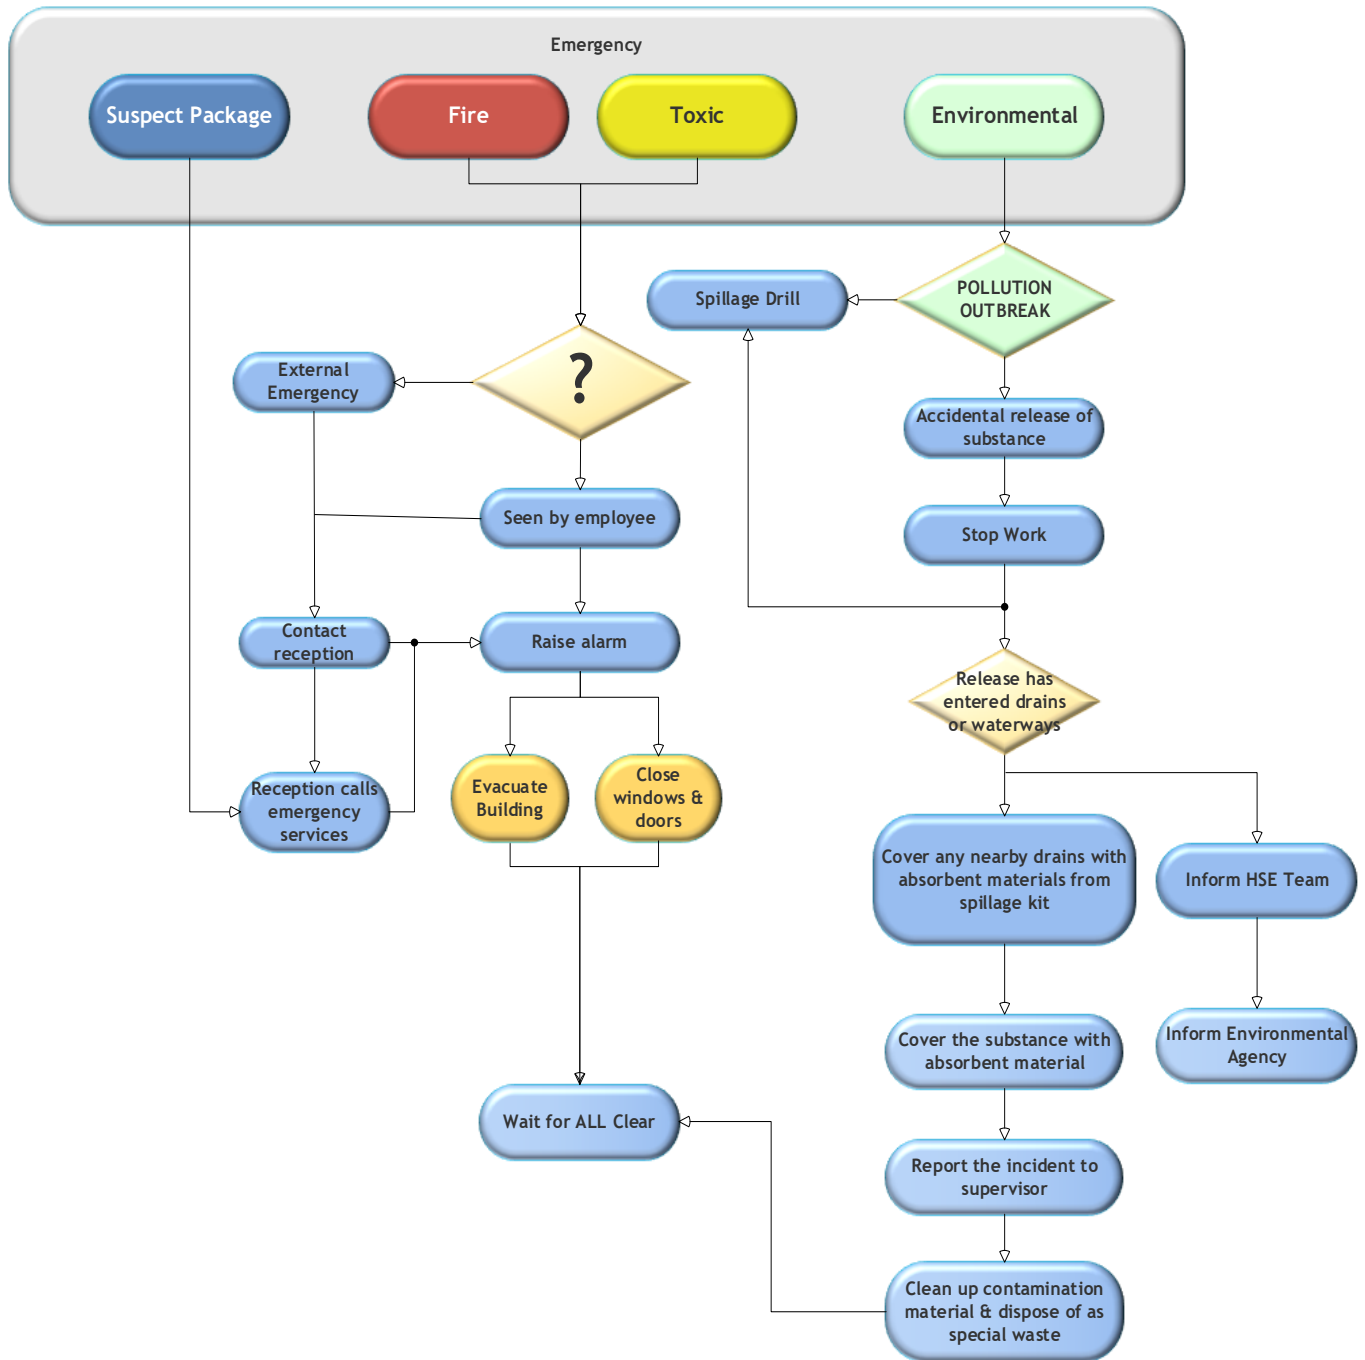 Emergency
Suspect Package
Fire
Toxic
Environmental
POLLUTION
OUTBREAK
Spillage Drill
?
External
Emergency
Accidental release of
substance
Seen by employee
Stop Work
Contact
reception
Raise alarm
Release has
entered drains
or waterways
Reception calls
emergency
services
Evacuate
Building
Close
windows &
doors
Cover any nearby drains with
absorbent materials from
spillage kit
Inform HSE Team
Cover the substance with
absorbent material
Inform Environmental
Agency
Wait for ALL Clear
Report the incident to
supervisor
Clean up contamination
material & dispose of as
special waste